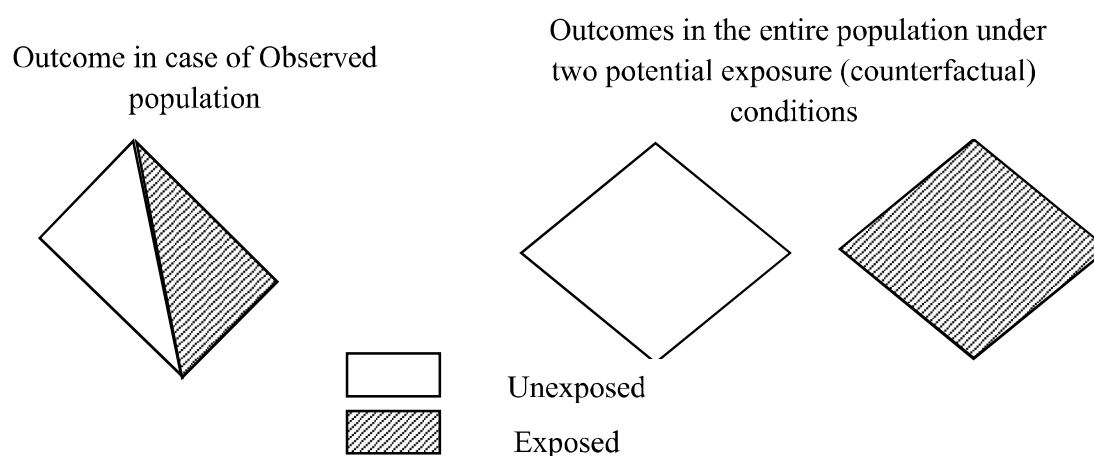 Outcome in case of Observed
population
Outcomes in the entire population under
two potential exposure (counterfactual)
conditions
Unexposed
Exposed